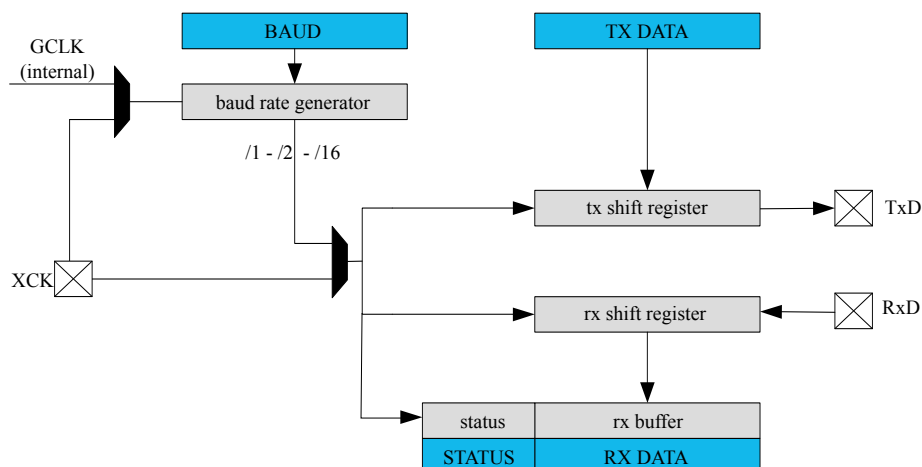 BAUD
TX DATA
GCLK
(internal)
baud rate generator
/1 - /2 - /16
tx shift register
TxD
XCK
rx shift register
RxD
status
rx buffer
STATUS
RX DATA